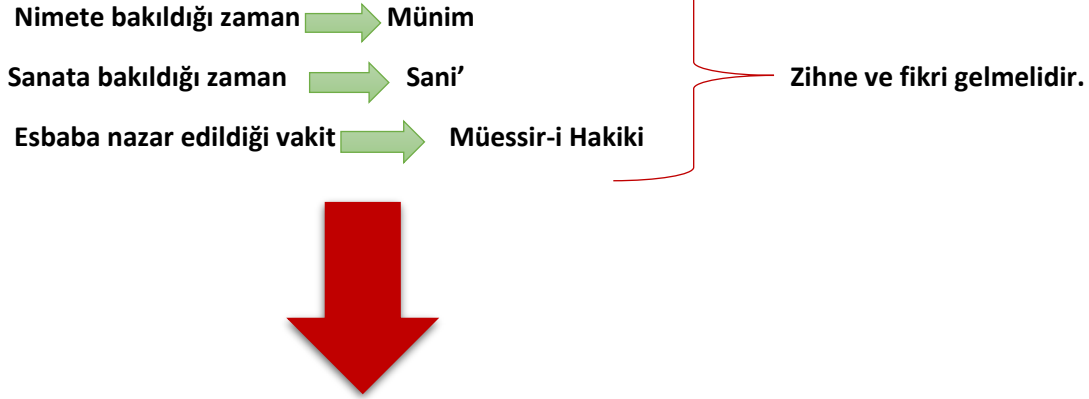 Nimete bakıldığı zaman Münim
Sanata bakıldığı zaman Sani’ Zihne ve fikri gelmelidir.
Esbaba nazar edildiği vakit Müessir-i Hakiki